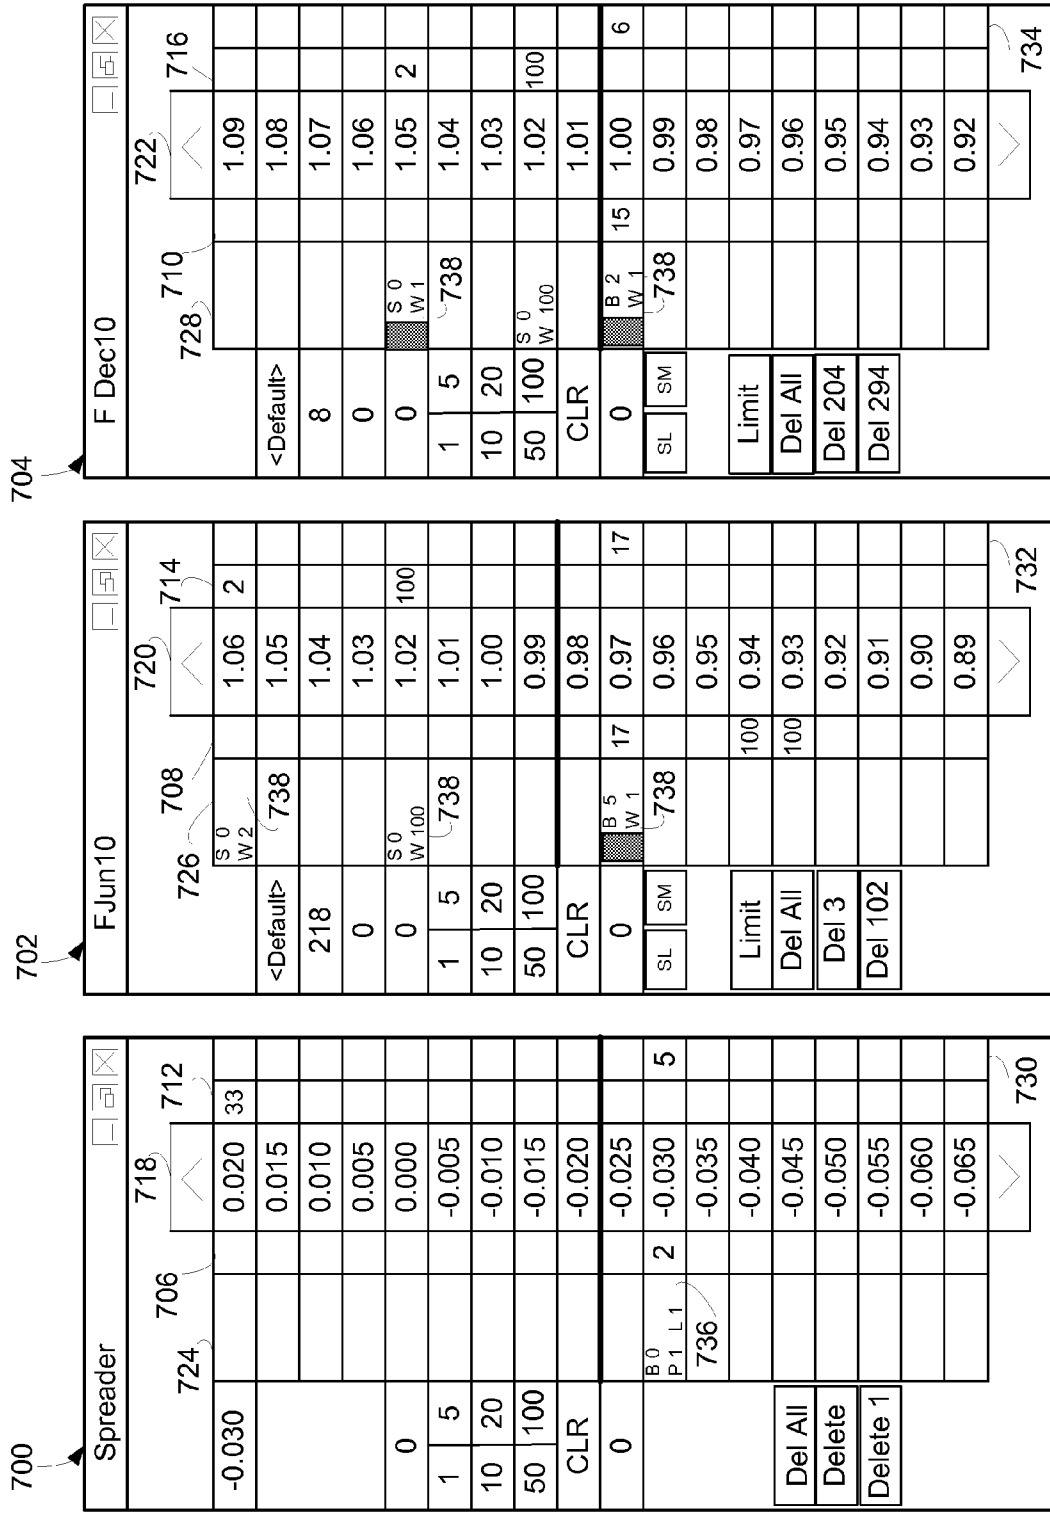 700
Spreader
724 706 718 712
-0.030 0.020 33
0.015
0.010
0.005
0 0.000
1 5 -0.005
10 20 -0.010
50 100 -0.015
CLR -0.020
0 -0.025
B 0
P 1 L 1 2 -0.030 5
736 -0.035
-0.040
Del All -0.045
Delete -0.050
Delete 1 -0.055
-0.060
-0.065
730
702
FJun10
726 708 720 714
S 0
W 2 1.06 2
<Default> 738 1.05
218 1.04
0 1.03
0 S 0
W 100 1.02 100
1 5 738 1.01
10 20 1.00
50 100 0.99
CLR 0.98
0 B 5
W 1 17 0.97 17
SL SM 738 0.96
0.95
Limit 100 0.94
Del All 100 0.93
Del 3 0.92
Del 102 0.91
0.90
0.89
732
704
F Dec10
728 710 722 716
1.09
<Default> 1.08
8 1.07
0 1.06
0 S 0
W 1 1.05 2
1 5 738 1.04
10 20 1.03
50 100 S 0
W 100 1.02 100
CLR 1.01
0 B 2
W 1 15 1.00 6
SL SM 738 0.99
0.98
Limit 0.97
Del All 0.96
Del 204 0.95
Del 294 0.94
0.93
0.92
734